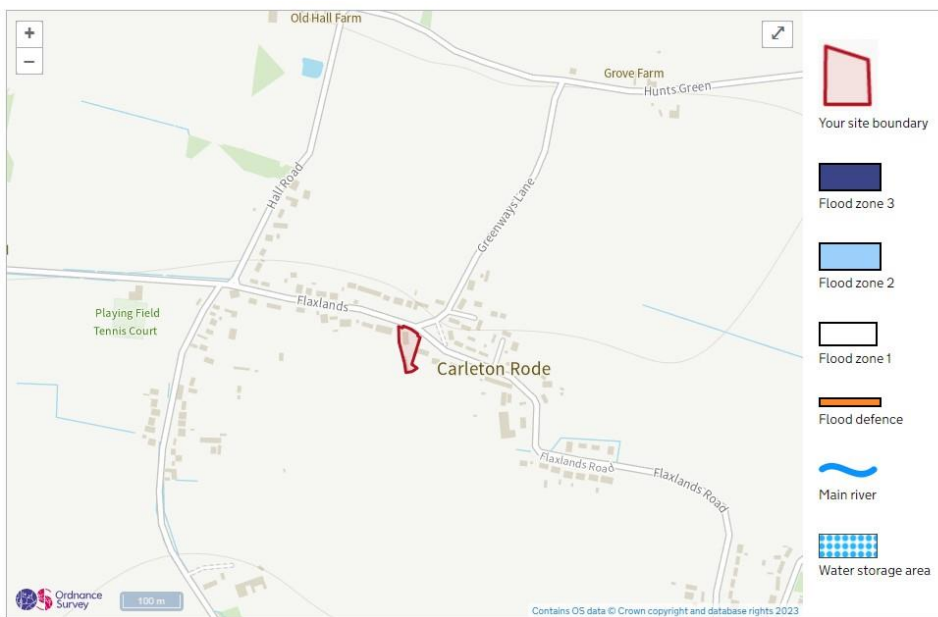 +
−
Old Hall Farm
Grove Farm
Hunts Green
Hall Road
Greenways Lane
Flaxlands
Playing Field
Tennis Court
Carleton Rode
Flaxlands Road
Flaxlands Road
Ordnance
Survey
100 m
Contains OS data © Crown copyright and database rights 2023
Your site boundary
Flood zone 3
Flood zone 2
Flood zone 1
Flood defence
Main river
Water storage area